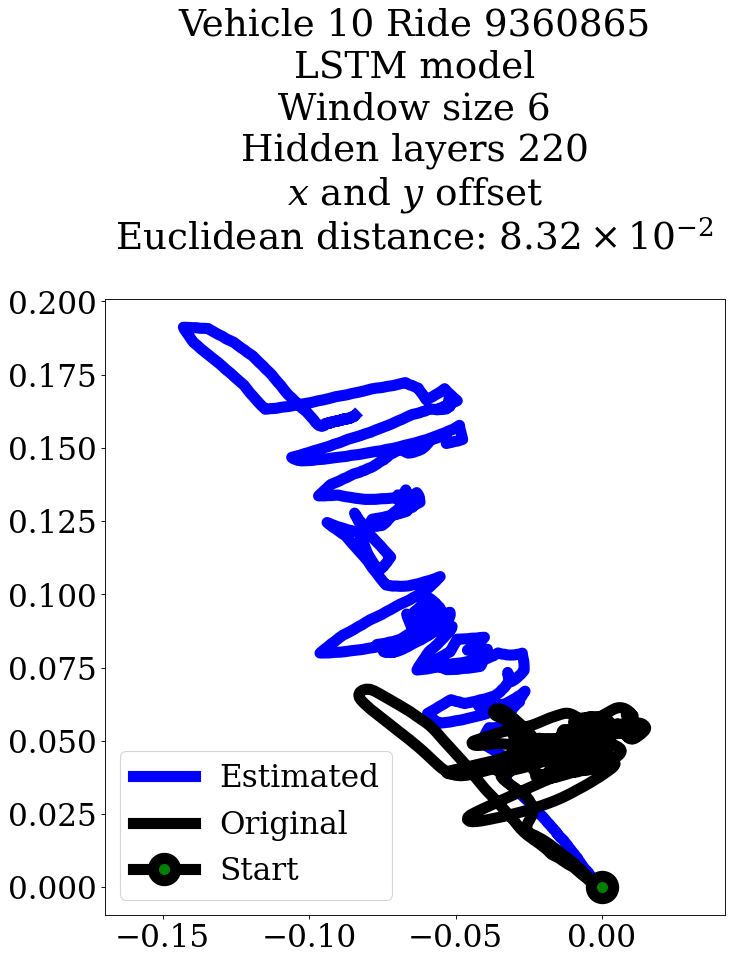 Vehicle 10 Ride 9360865
LSTM model
Window size 6
Hidden layers 220
x and y offset
Euclidean distance: 8.32 × 10⁻²
0.200
0.175
0.150
0.125
0.100
0.075
0.050
0.025
0.000
Estimated
Original
Start
−0.15 −0.10 −0.05 0.00